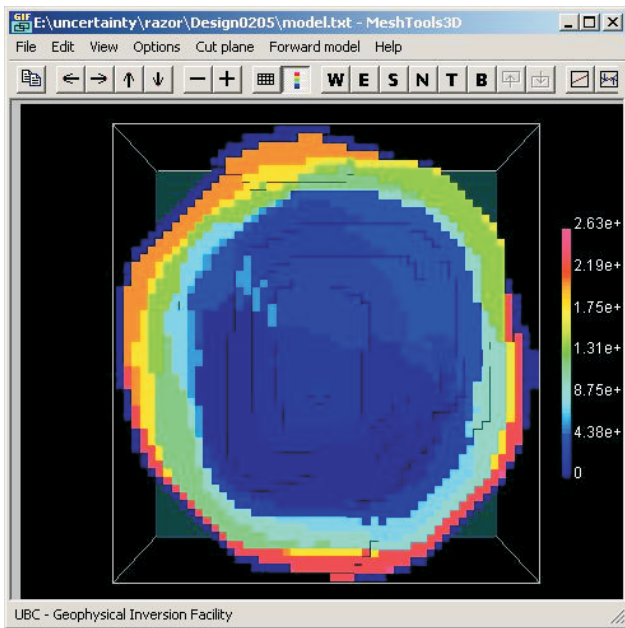 GIF
E:\uncertainty\razor\Design0205\model.txt - MeshTools3D
File Edit View Options Cut plane Forward model Help
W E S N T B
2.63e+
2.19e+
1.75e+
1.31e+
8.75e+
4.38e+
0
UBC - Geophysical Inversion Facility